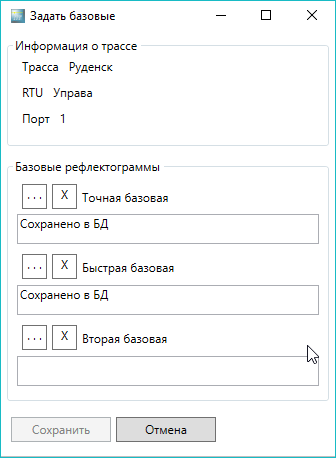 Задать базовые
Информация о трассе
Трасса Руденск
RTU Управа
Порт 1
Базовые рефлектограммы
... X Точная базовая
Сохранено в БД
... X Быстрая базовая
Сохранено в БД
... X Вторая базовая
Сохранить Отмена